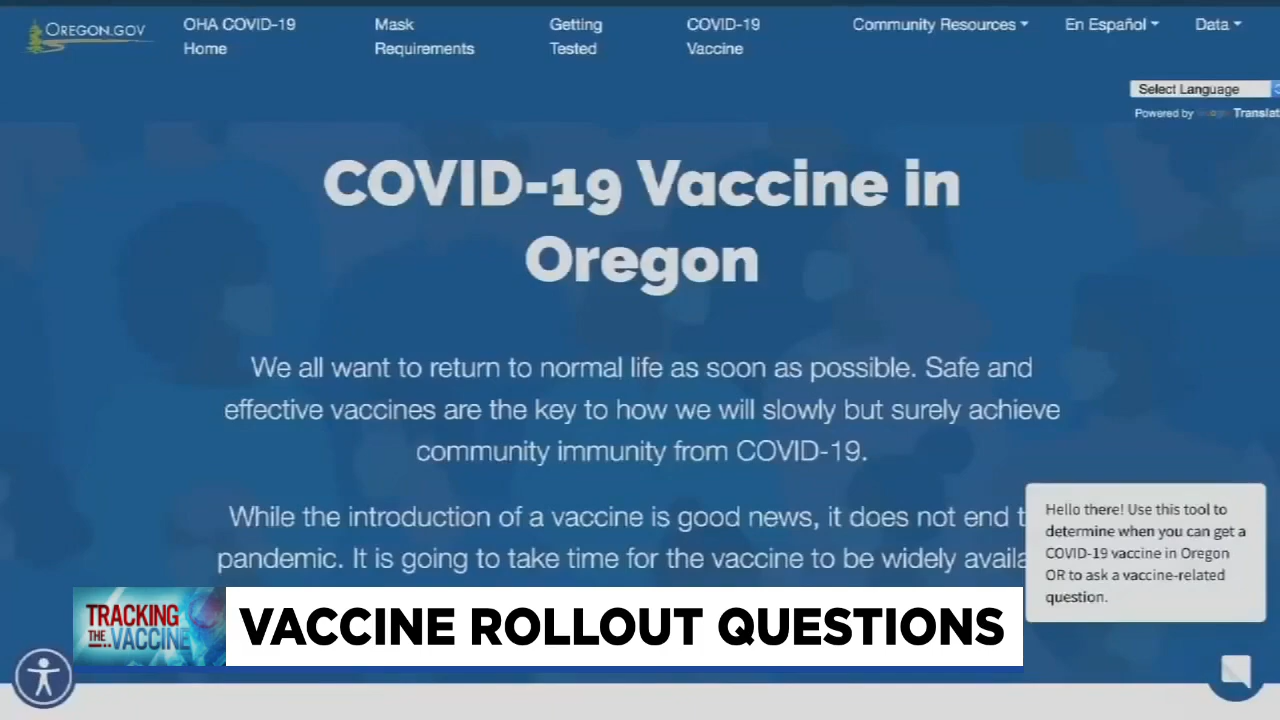 OREGON.GOV
OHA COVID-19
Home
Mask
Requirements
Getting
Tested
COVID-19
Vaccine
Community Resources
En Español
Data
Select Language
Powered by
Translat
COVID-19 Vaccine in
Oregon
We all want to return to normal life as soon as possible. Safe and
effective vaccines are the key to how we will slowly but surely achieve
community immunity from COVID-19.
While the introduction of a vaccine is good news, it does not end t
pandemic. It is going to take time for the vaccine to be widely availa
Hello there! Use this tool to
determine when you can get a
COVID-19 vaccine in Oregon
OR to ask a vaccine-related
question.
TRACKING
THE VACCINE
VACCINE ROLLOUT QUESTIONS